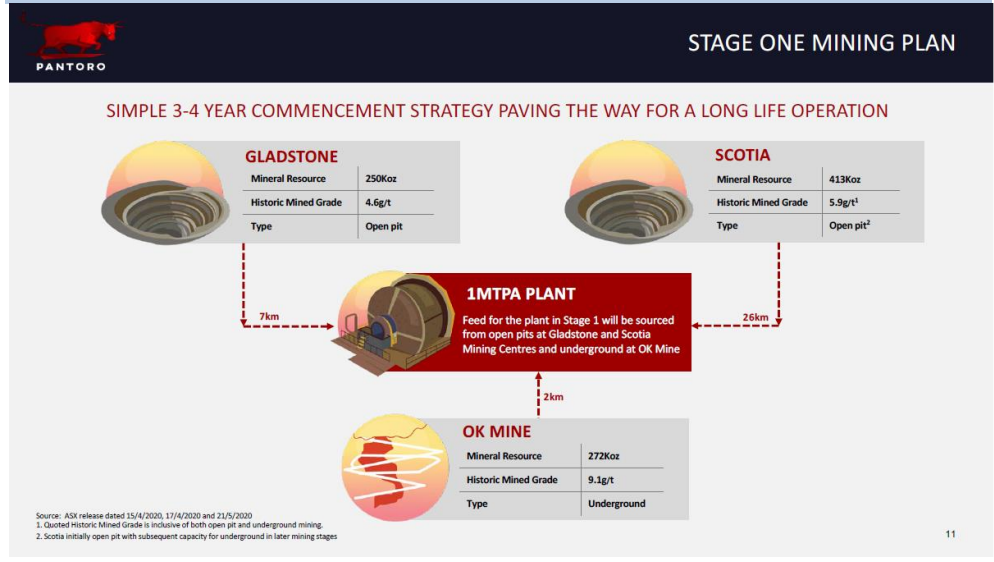 PANTORO
STAGE ONE MINING PLAN
SIMPLE 3-4 YEAR COMMENCEMENT STRATEGY PAVING THE WAY FOR A LONG LIFE OPERATION
GLADSTONE
Mineral Resource 250Koz
Historic Mined Grade 4.6g/t
Type Open pit
SCOTIA
Mineral Resource 413Koz
Historic Mined Grade 5.9g/t¹
Type Open pit²
7km
1MTPA PLANT
Feed for the plant in Stage 1 will be sourced
from open pits at Gladstone and Scotia
Mining Centres and underground at OK Mine
26km
2km
OK MINE
Mineral Resource 272Koz
Historic Mined Grade 9.1g/t
Type Underground
Source: ASX release dated 15/4/2020, 17/4/2020 and 21/5/2020
1. Quoted Historic Mined Grade is inclusive of both open pit and underground mining.
2. Scotia initially open pit with subsequent capacity for underground in later mining stages
11